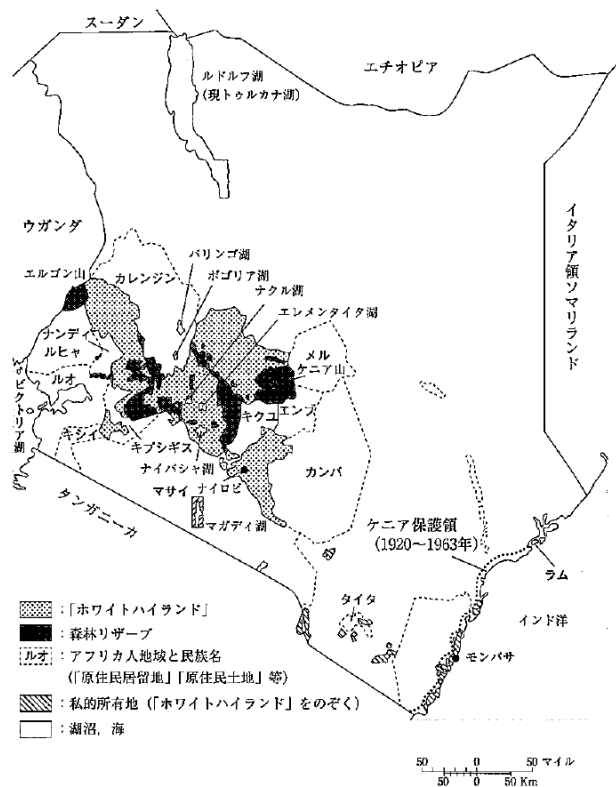 スーダン
エチオピア
ルドルフ湖
(現トゥルカナ湖)
ウガンダ
イタリア領ソマリランド
バリンゴ湖
ボゴリア湖
ナクル湖
エレメンタイタ湖
エルゴン山
カレンジン
ナンディ
ルヒャ
メル
ケニア山
ルオ
ビクトリア湖
キクユ
エンブ
キシイ
キプシギス
カンバ
ナイバシャ湖
マサイ
ナイロビ
タンガニーカ
マガディ湖
ケニア保護領
(1920～1963年)
ラム
タイタ
インド洋
モンバサ
:「ホワイトハイランド」
:森林リザーブ
ルオ:アフリカ人地域と民族名
(「原住民居留地」「原住民土地」等)
:私的所有地(「ホワイトハイランド」をのぞく)
:湖沼，海
50 0 50 マイル
50 0 50 Km